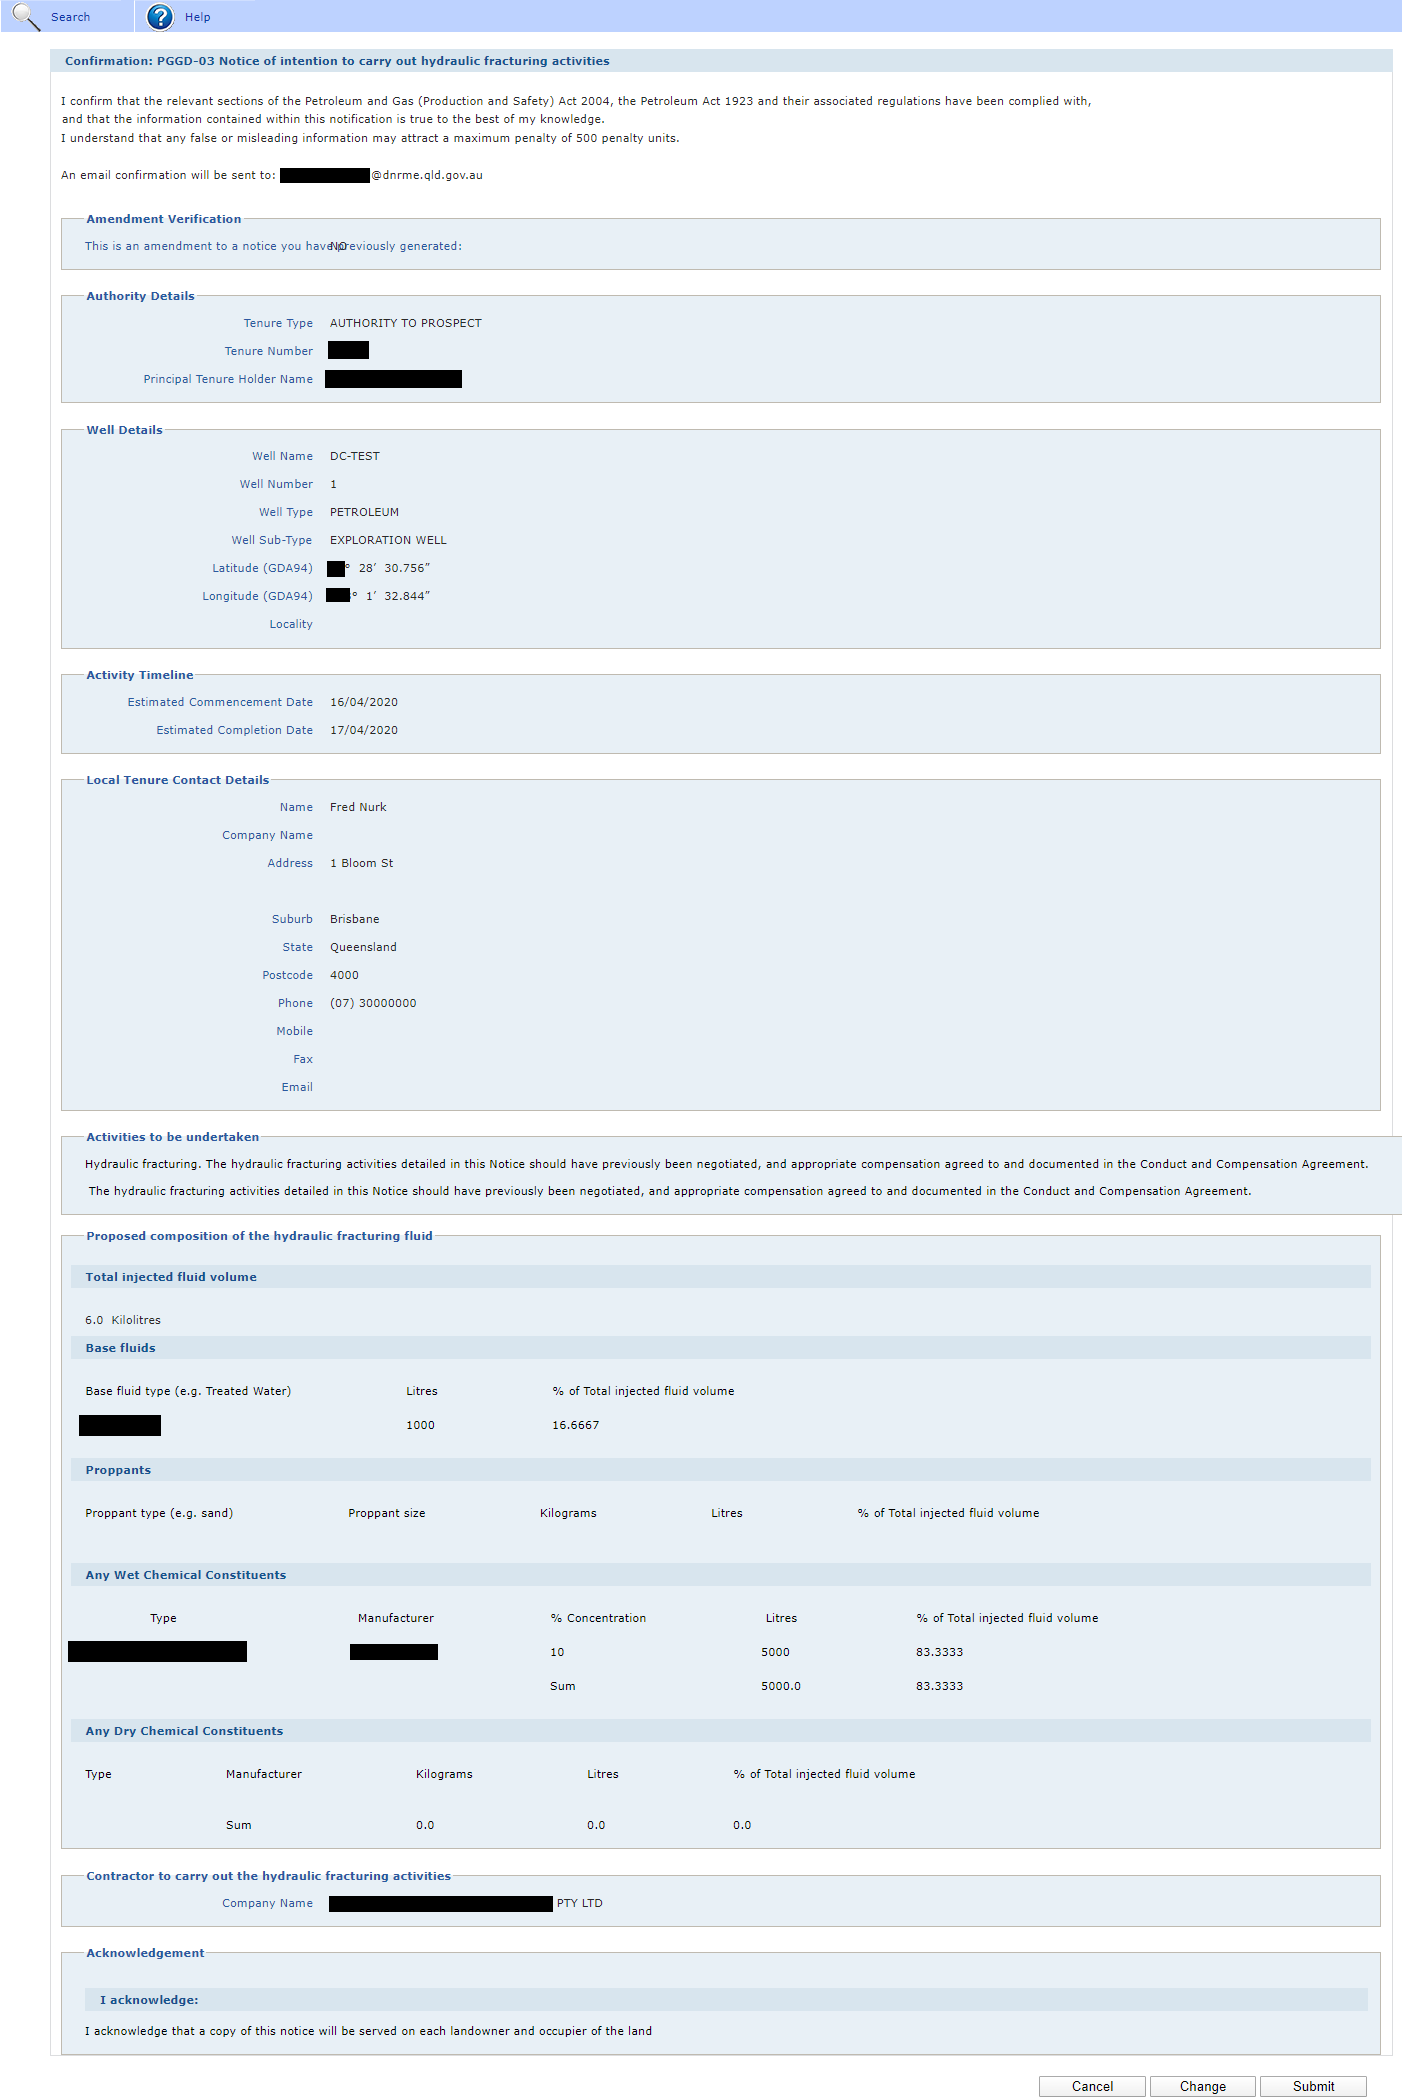 Search Help
Confirmation: PGGD-03 Notice of intention to carry out hydraulic fracturing activities
I confirm that the relevant sections of the Petroleum and Gas (Production and Safety) Act 2004, the Petroleum Act 1923 and their associated regulations have been complied with,
and that the information contained within this notification is true to the best of my knowledge.
I understand that any false or misleading information may attract a maximum penalty of 500 penalty units.
An email confirmation will be sent to: @dnrme.qld.gov.au
Amendment Verification
This is an amendment to a notice you have previously generated: NO
Authority Details
Tenure Type AUTHORITY TO PROSPECT
Tenure Number
Principal Tenure Holder Name
Well Details
Well Name DC-TEST
Well Number 1
Well Type PETROLEUM
Well Sub-Type EXPLORATION WELL
Latitude (GDA94) ° 28′ 30.756″
Longitude (GDA94) ° 1′ 32.844″
Locality
Activity Timeline
Estimated Commencement Date 16/04/2020
Estimated Completion Date 17/04/2020
Local Tenure Contact Details
Name Fred Nurk
Company Name
Address 1 Bloom St
Suburb Brisbane
State Queensland
Postcode 4000
Phone (07) 30000000
Mobile
Fax
Email
Activities to be undertaken
Hydraulic fracturing. The hydraulic fracturing activities detailed in this Notice should have previously been negotiated, and appropriate compensation agreed to and documented in the Conduct and Compensation Agreement.
The hydraulic fracturing activities detailed in this Notice should have previously been negotiated, and appropriate compensation agreed to and documented in the Conduct and Compensation Agreement.
Proposed composition of the hydraulic fracturing fluid
Total injected fluid volume
6.0 Kilolitres
Base fluids
Base fluid type (e.g. Treated Water) Litres % of Total injected fluid volume
1000 16.6667
Proppants
Proppant type (e.g. sand) Proppant size Kilograms Litres % of Total injected fluid volume
Any Wet Chemical Constituents
Type Manufacturer % Concentration Litres % of Total injected fluid volume
10 5000 83.3333
Sum 5000.0 83.3333
Any Dry Chemical Constituents
Type Manufacturer Kilograms Litres % of Total injected fluid volume
Sum 0.0 0.0 0.0
Contractor to carry out the hydraulic fracturing activities
Company Name PTY LTD
Acknowledgement
I acknowledge:
I acknowledge that a copy of this notice will be served on each landowner and occupier of the land
Cancel Change Submit